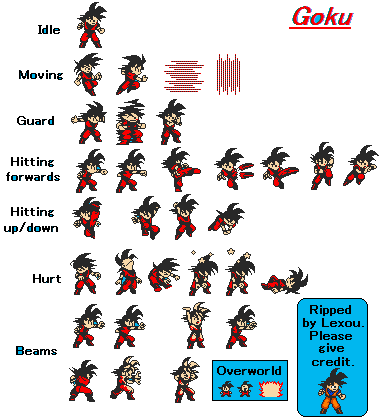 Goku
Idle
Moving
Guard
Hitting
forwards
Hitting
up/down
Hurt
Beams
Overworld
Ripped
by Lexou.
Please
give
credit.